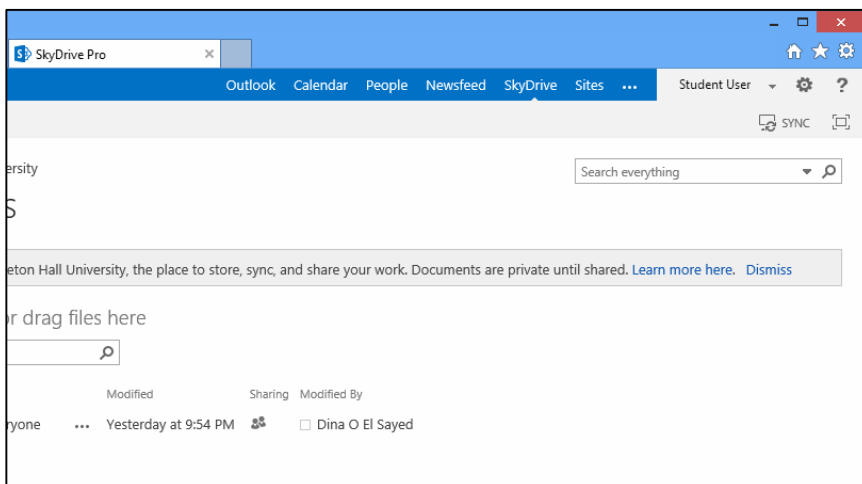 SkyDrive Pro
Outlook Calendar People Newsfeed SkyDrive Sites ... Student User
SYNC
ersity
Search everything
s
eton Hall University, the place to store, sync, and share your work. Documents are private until shared. Learn more here. Dismiss
or drag files here
Modified Sharing Modified By
ryone ... Yesterday at 9:54 PM Dina O El Sayed